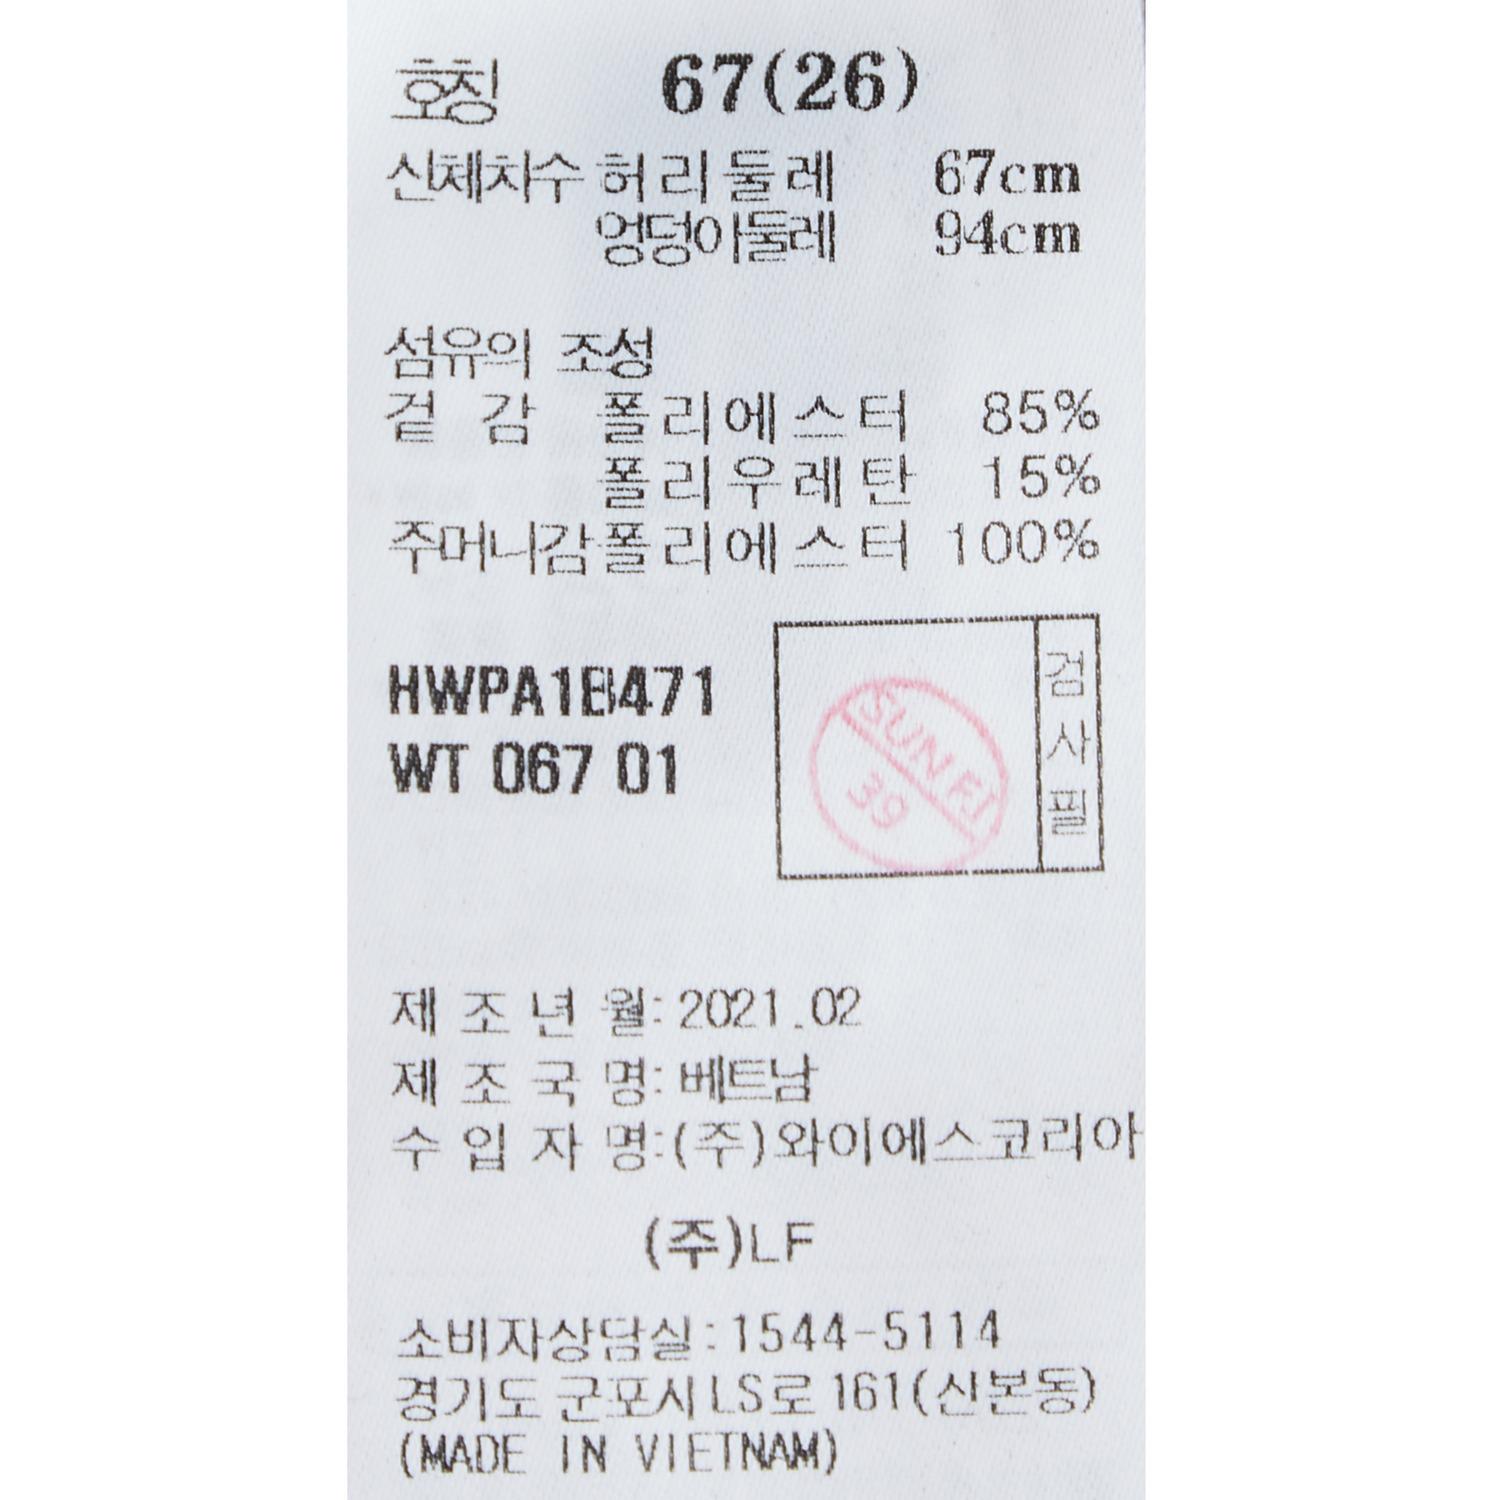 호칭 67(26)
신체치수 허리둘레 67cm
엉덩이둘레 94cm
섬유의 조성
겉감 폴리에스터 85%
폴리우레탄 15%
주머니감 폴리에스터 100%
HWPA1B471
WT 067 01
검사필
SUN F.I
39
제조년월: 2021.02
제조국명: 베트남
수입자명: (주)와이에스코리아
(주)LF
소비자상담실: 1544-5114
경기도 군포시 LS로 161(산본동)
(MADE IN VIETNAM)